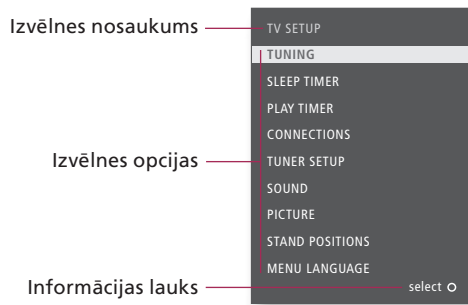 Izvēlnes nosaukums
TV SETUP
TUNING
SLEEP TIMER
PLAY TIMER
CONNECTIONS
Izvēlnes opcijas
TUNER SETUP
SOUND
PICTURE
STAND POSITIONS
MENU LANGUAGE
Informācijas lauks
select